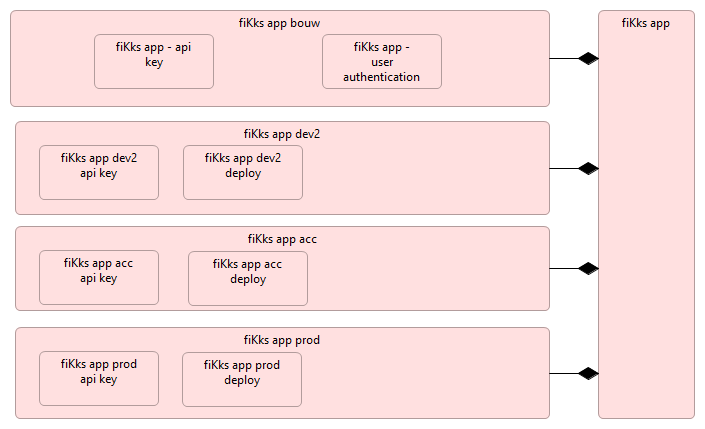 fiKks app bouw
fiKks app
fiKks app - api
key
fiKks app -
user
authentication
fiKks app dev2
fiKks app dev2
api key
fiKks app dev2
deploy
fiKks app acc
fiKks app acc
api key
fiKks app acc
deploy
fiKks app prod
fiKks app prod
api key
fiKks app prod
deploy